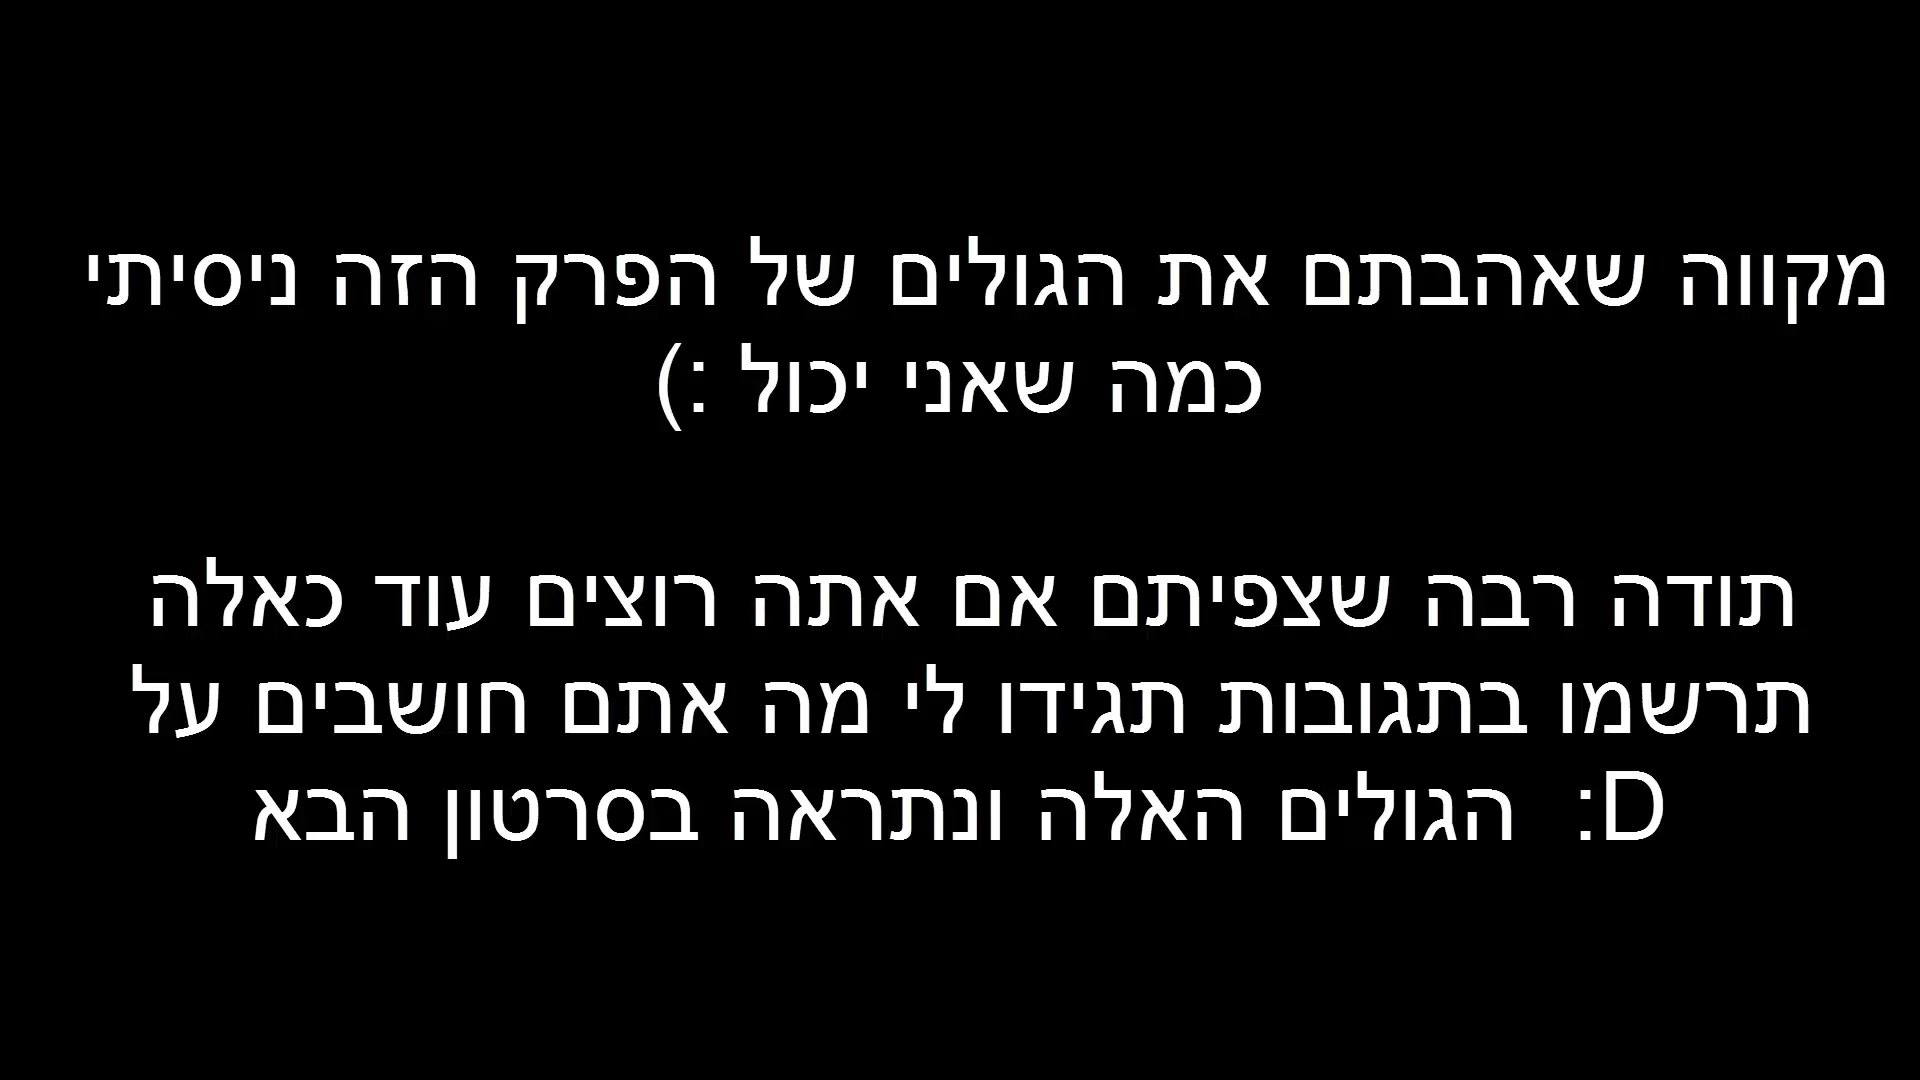 מקווה שאהבתם את הגולים של הפרק הזה ניסיתי
כמה שאני יכול :)
תודה רבה שצפיתם אם אתה רוצים עוד כאלה
תרשמו בתגובות תגידו לי מה אתם חושבים על
הגולים האלה ונתראה בסרטון הבא :D